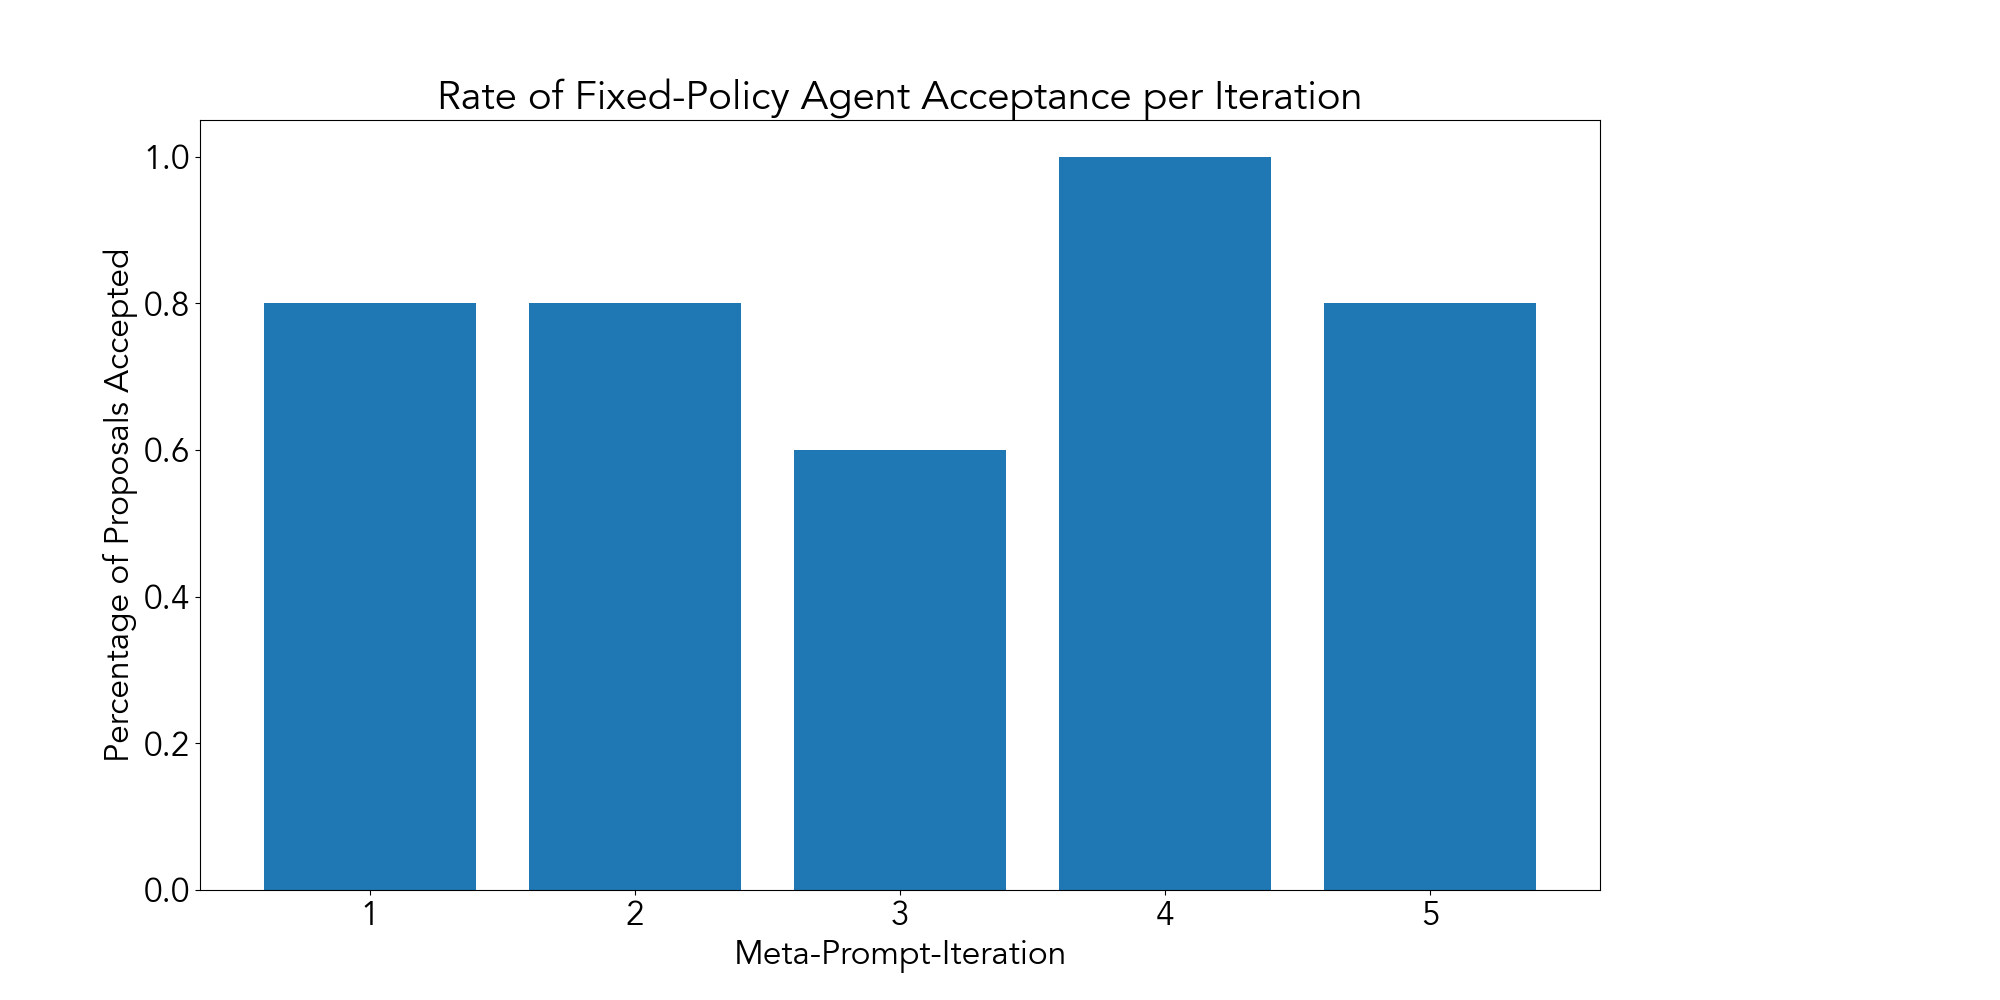 Rate of Fixed-Policy Agent Acceptance per Iteration
Percentage of Proposals Accepted
1.0
0.8
0.6
0.4
0.2
0.0
1 2 3 4 5
Meta-Prompt-Iteration